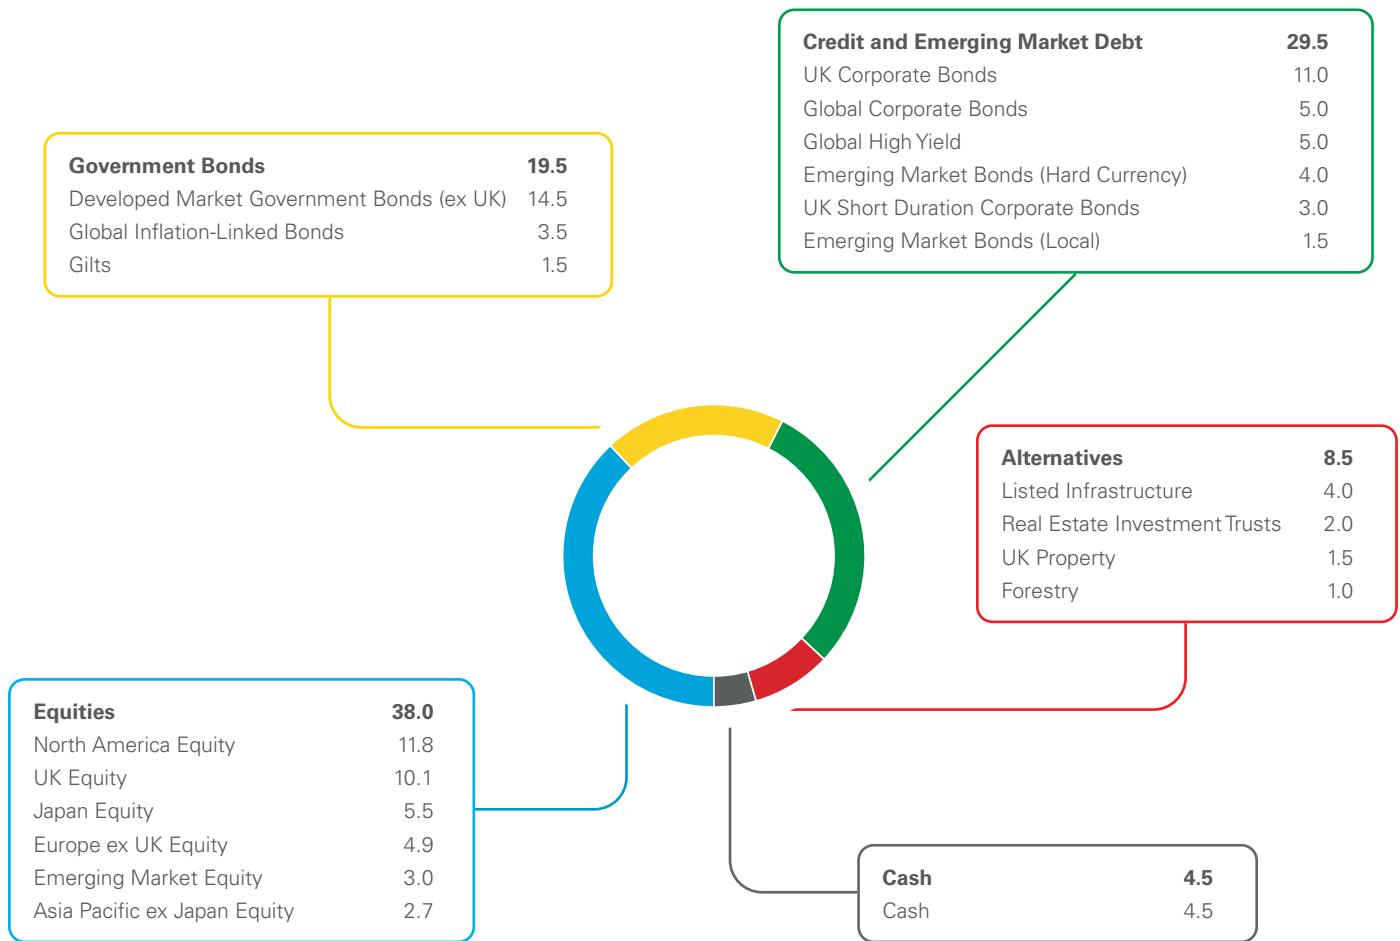 Credit and Emerging Market Debt 29.5
UK Corporate Bonds 11.0
Global Corporate Bonds 5.0
Global High Yield 5.0
Emerging Market Bonds (Hard Currency) 4.0
UK Short Duration Corporate Bonds 3.0
Emerging Market Bonds (Local) 1.5
Government Bonds 19.5
Developed Market Government Bonds (ex UK) 14.5
Global Inflation-Linked Bonds 3.5
Gilts 1.5
Alternatives 8.5
Listed Infrastructure 4.0
Real Estate Investment Trusts 2.0
UK Property 1.5
Forestry 1.0
Equities 38.0
North America Equity 11.8
UK Equity 10.1
Japan Equity 5.5
Europe ex UK Equity 4.9
Emerging Market Equity 3.0
Asia Pacific ex Japan Equity 2.7
Cash 4.5
Cash 4.5